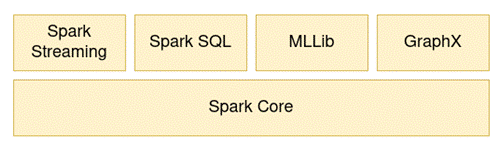 Spark
Streaming
Spark SQL
MLLib
GraphX
Spark Core